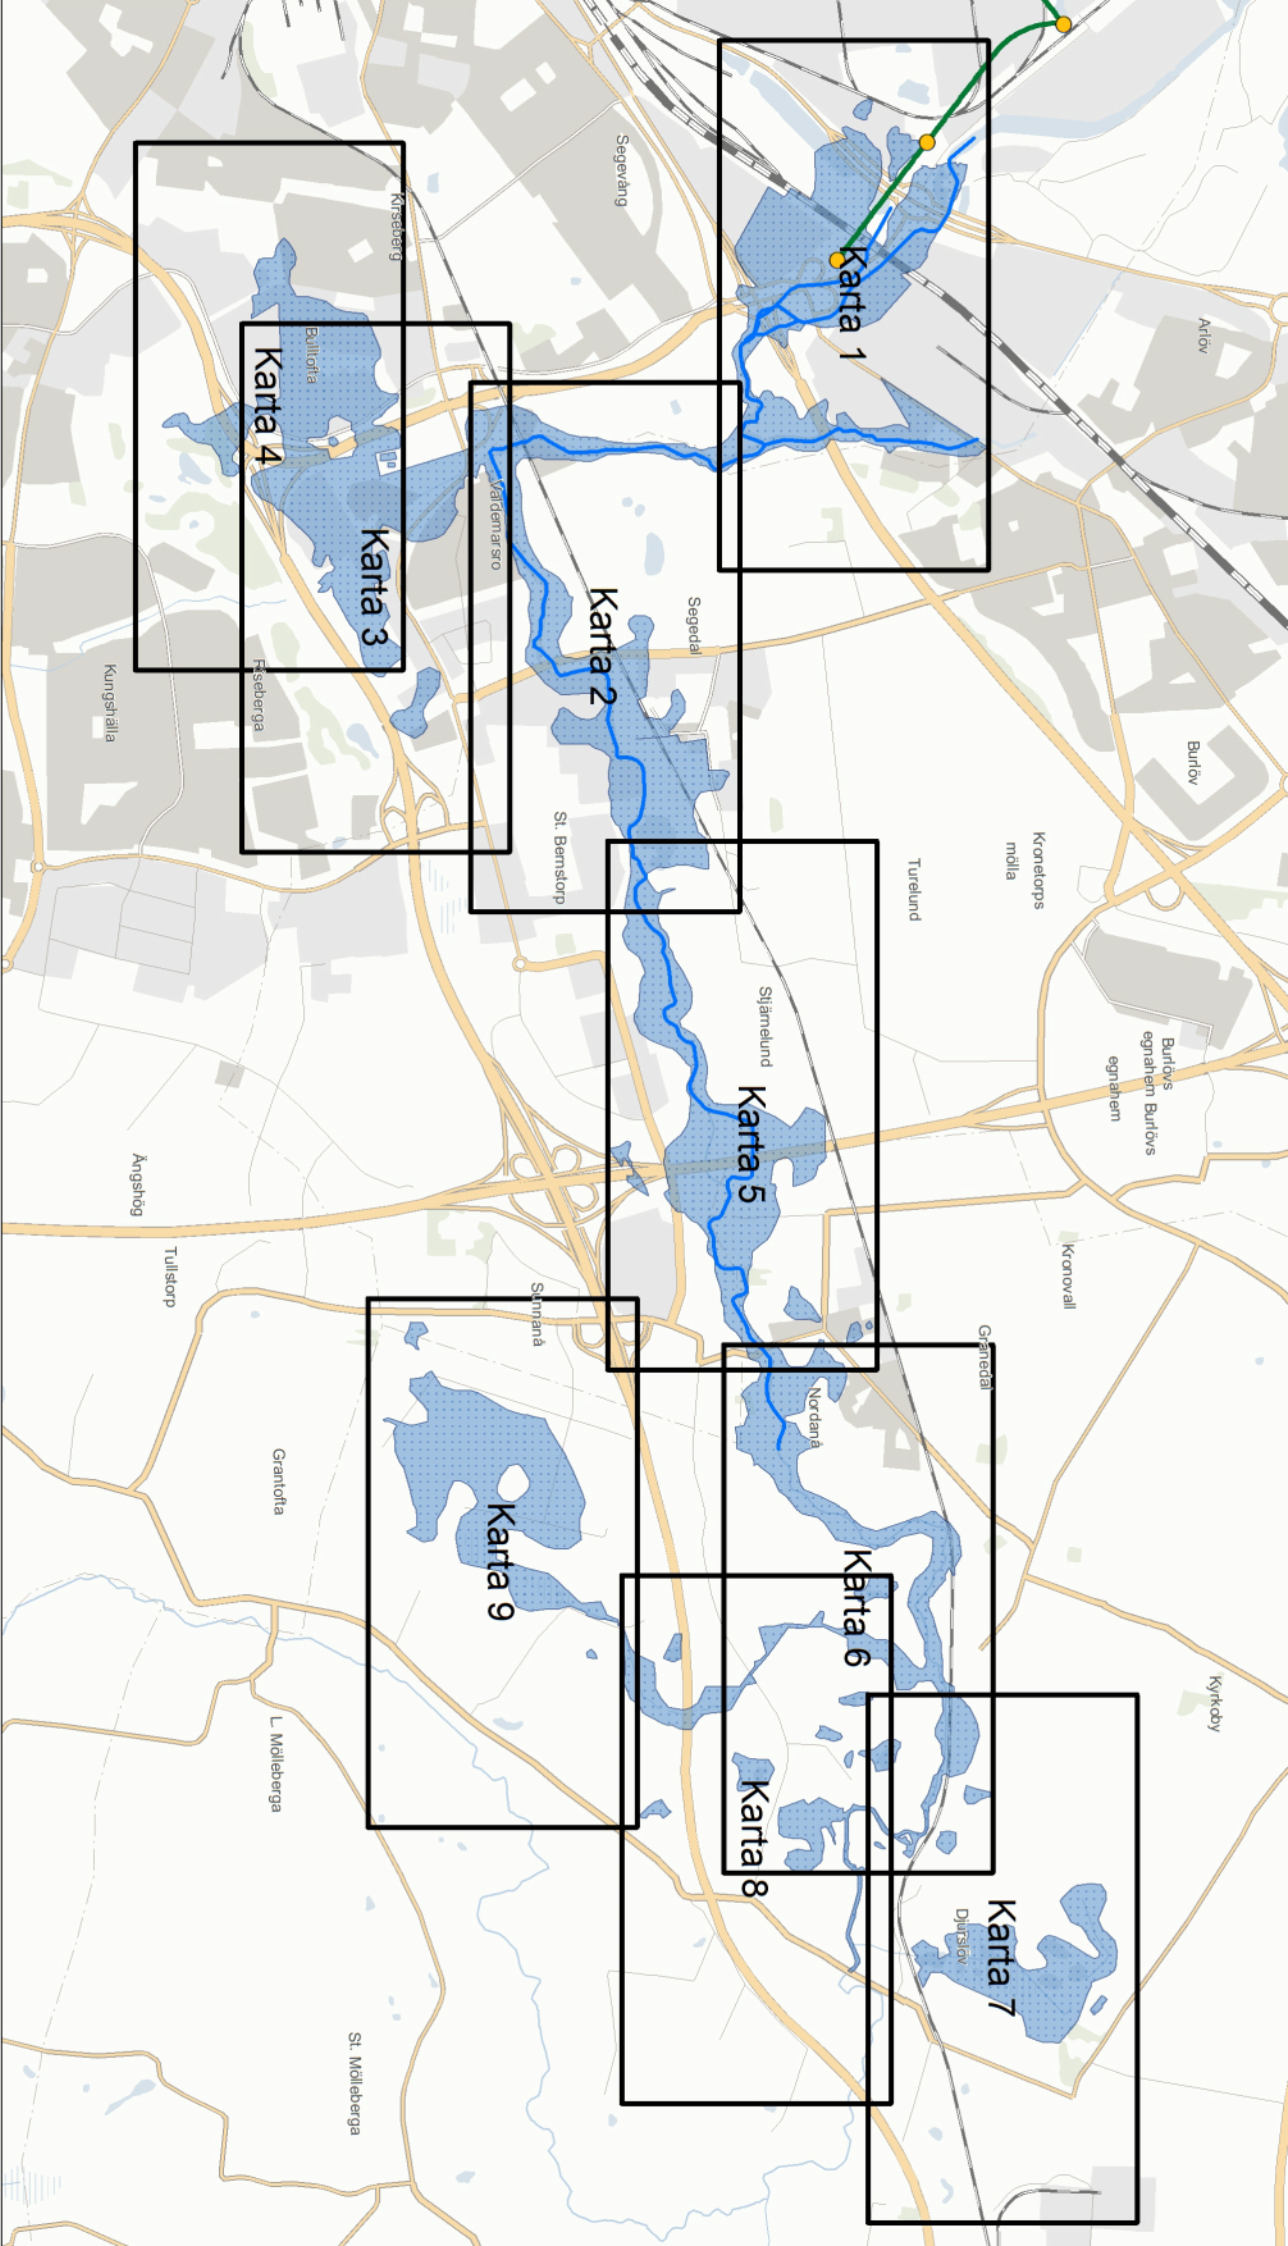 Karta 1
Arlöv
Segevång
Kirseberg
Bulltofta
Karta 4
Karta 3
Valdemarsro
Karta 2
Segedal
Riseberga
Kungshälla
Burlöv
St. Bernstorp
Kronetorps
mölla
Turelund
Stjärnelund
Burlövs
egnahem Burlövs
egnahem
Karta 5
Ängshög
Tullstorp
Kronovall
Sunnanå
Granedal
Nordanå
Grantofta
Karta 9
Karta 6
Kyrkoby
L. Mölleberga
Karta 8
Karta 7
Djurslöv
St. Mölleberga